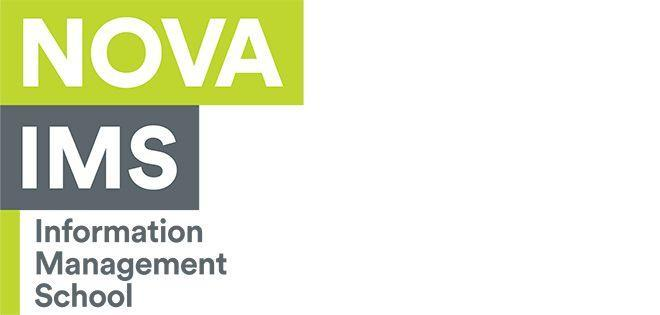 NOVA
IMS
Information
Management
School